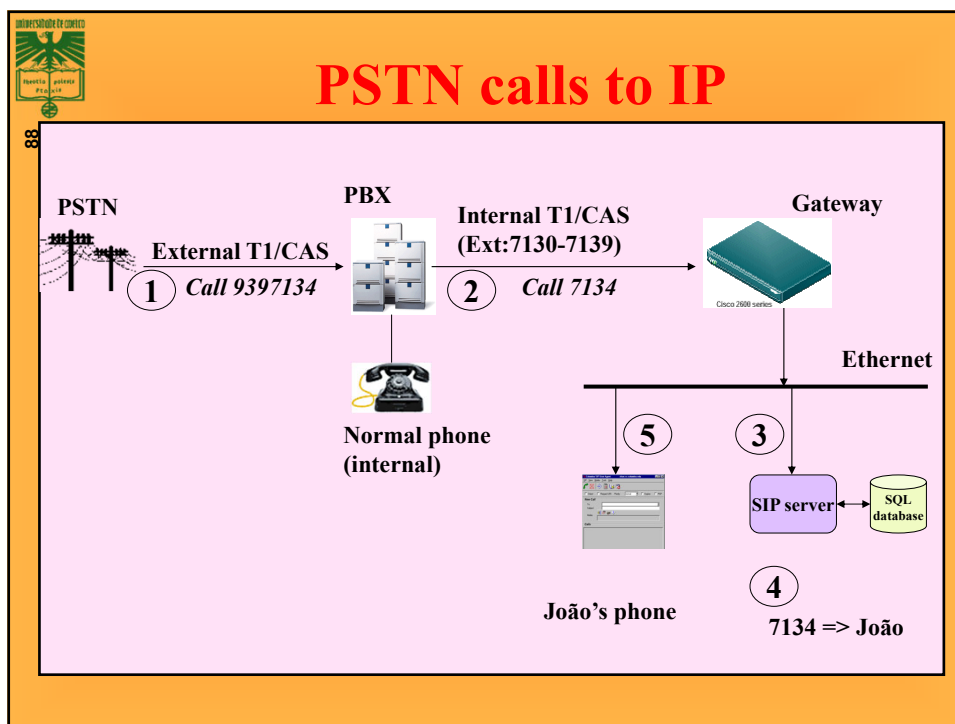 PSTN calls to IP
88
PSTN
PBX
External T1/CAS
1
Call 9397134
Internal T1/CAS
(Ext:7130-7139)
2
Call 7134
Gateway
Cisco 2600 series
Ethernet
Normal phone
(internal)
5
3
SIP server
SQL
database
João's phone
4
7134 => João